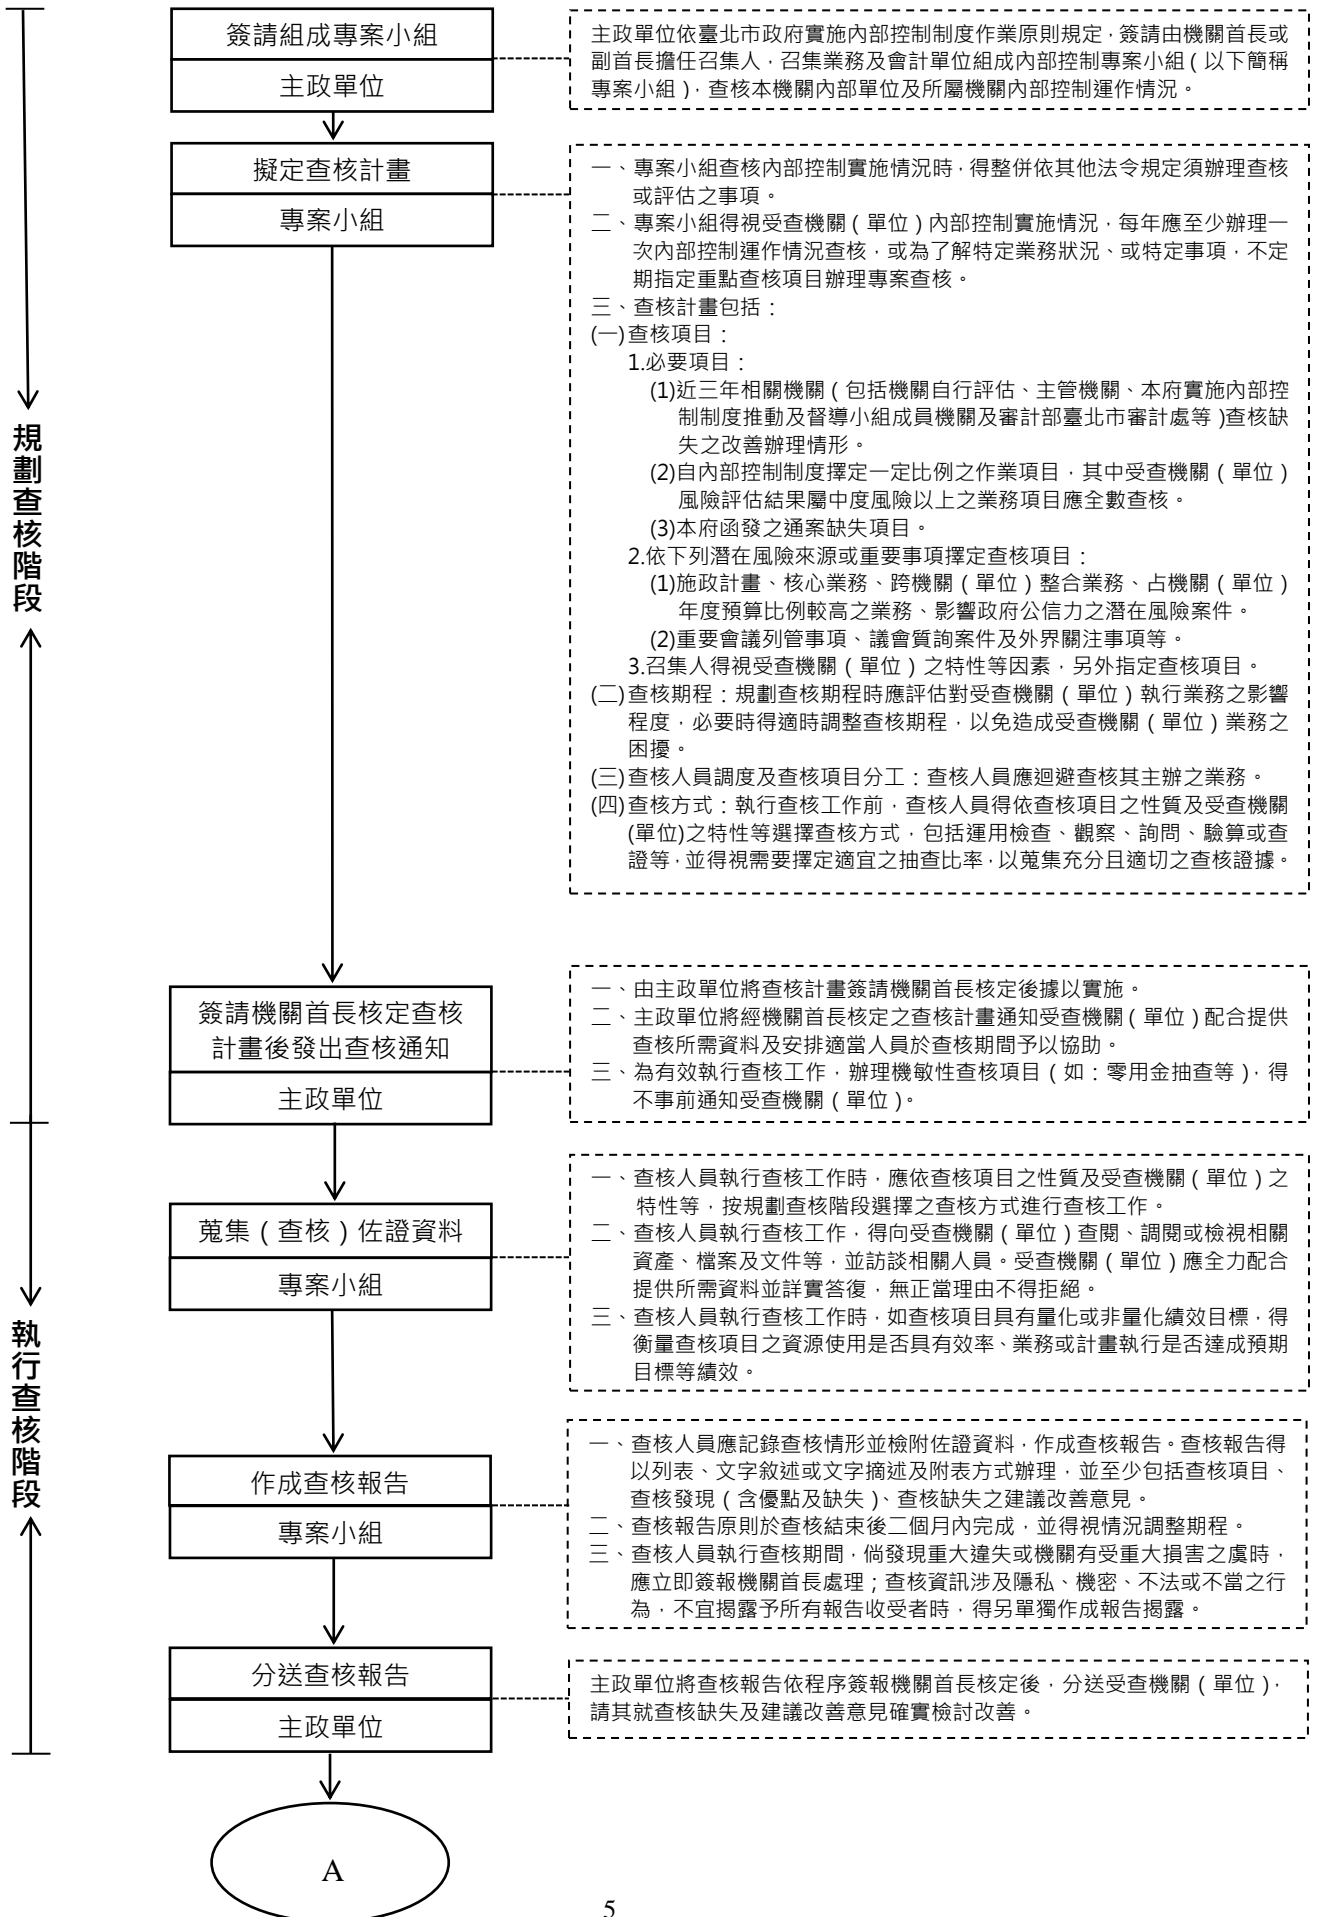 簽請組成專案小組
主政單位
主政單位依臺北市政府實施內部控制制度作業原則規定，簽請由機關首長或
副首長擔任召集人，召集業務及會計單位組成內部控制專案小組（以下簡稱
專案小組），查核本機關內部單位及所屬機關內部控制運作情況。
擬定查核計畫
專案小組
一、專案小組查核內部控制實施情況時，得整併依其他法令規定須辦理查核
或評估之事項。
二、專案小組得視受查機關（單位）內部控制實施情況，每年應至少辦理一
次內部控制運作情況查核，或為了解特定業務狀況、或特定事項，不定
期指定重點查核項目辦理專案查核。
三、查核計畫包括：
(一)查核項目：
1.必要項目：
(1)近三年相關機關（包括機關自行評估、主管機關、本府實施內部控
制制度推動及督導小組成員機關及審計部臺北市審計處等）查核缺
失之改善辦理情形。
(2)自內部控制制度擇定一定比例之作業項目，其中受查機關（單位）
風險評估結果屬中度風險以上之業務項目應全數查核。
(3)本府函發之通案缺失項目。
2.依下列潛在風險來源或重要事項擇定查核項目：
(1)施政計畫、核心業務、跨機關（單位）整合業務、占機關（單位）
年度預算比例較高之業務、影響政府公信力之潛在風險案件。
(2)重要會議列管事項、議會質詢案件及外界關注事項等。
3.召集人得視受查機關（單位）之特性等因素，另外指定查核項目。
(二)查核期程：規劃查核期程時應評估對受查機關（單位）執行業務之影響
程度，必要時得適時調整查核期程，以免造成受查機關（單位）業務之
困擾。
(三)查核人員調度及查核項目分工：查核人員應迴避查核其主辦之業務。
(四)查核方式：執行查核工作前，查核人員得依查核項目之性質及受查機關
(單位)之特性等選擇查核方式，包括運用檢查、觀察、詢問、驗算或查
證等，並得視需要擇定適宜之抽查比率，以蒐集充分且適切之查核證據。
規劃查核階段
簽請機關首長核定查核
計畫後發出查核通知
主政單位
一、由主政單位將查核計畫簽請機關首長核定後據以實施。
二、主政單位將經機關首長核定之查核計畫通知受查機關（單位）配合提供
查核所需資料及安排適當人員於查核期間予以協助。
三、為有效執行查核工作，辦理機敏性查核項目（如：零用金抽查等），得
不事前通知受查機關（單位）。
蒐集（查核）佐證資料
專案小組
一、查核人員執行查核工作時，應依查核項目之性質及受查機關（單位）之
特性等，按規劃查核階段選擇之查核方式進行查核工作。
二、查核人員執行查核工作，得向受查機關（單位）查閱、調閱或檢視相關
資產、檔案及文件等，並訪談相關人員。受查機關（單位）應全力配合
提供所需資料並詳實答復，無正當理由不得拒絕。
三、查核人員執行查核工作時，如查核項目具有量化或非量化績效目標，得
衡量查核項目之資源使用是否具有效率、業務或計畫執行是否達成預期
目標等績效。
執行查核階段
作成查核報告
專案小組
一、查核人員應記錄查核情形並檢附佐證資料，作成查核報告。查核報告得
以列表、文字敘述或文字摘述及附表方式辦理，並至少包括查核項目、
查核發現（含優點及缺失）、查核缺失之建議改善意見。
二、查核報告原則於查核結束後二個月內完成，並得視情況調整期程。
三、查核人員執行查核期間，倘發現重大違失或機關有受重大損害之虞時，
應立即簽報機關首長處理；查核資訊涉及隱私、機密、不法或不當之行
為，不宜揭露予所有報告收受者時，得另單獨作成報告揭露。
分送查核報告
主政單位
主政單位將查核報告依程序簽報機關首長核定後，分送受查機關（單位），
請其就查核缺失及建議改善意見確實檢討改善。
A
5